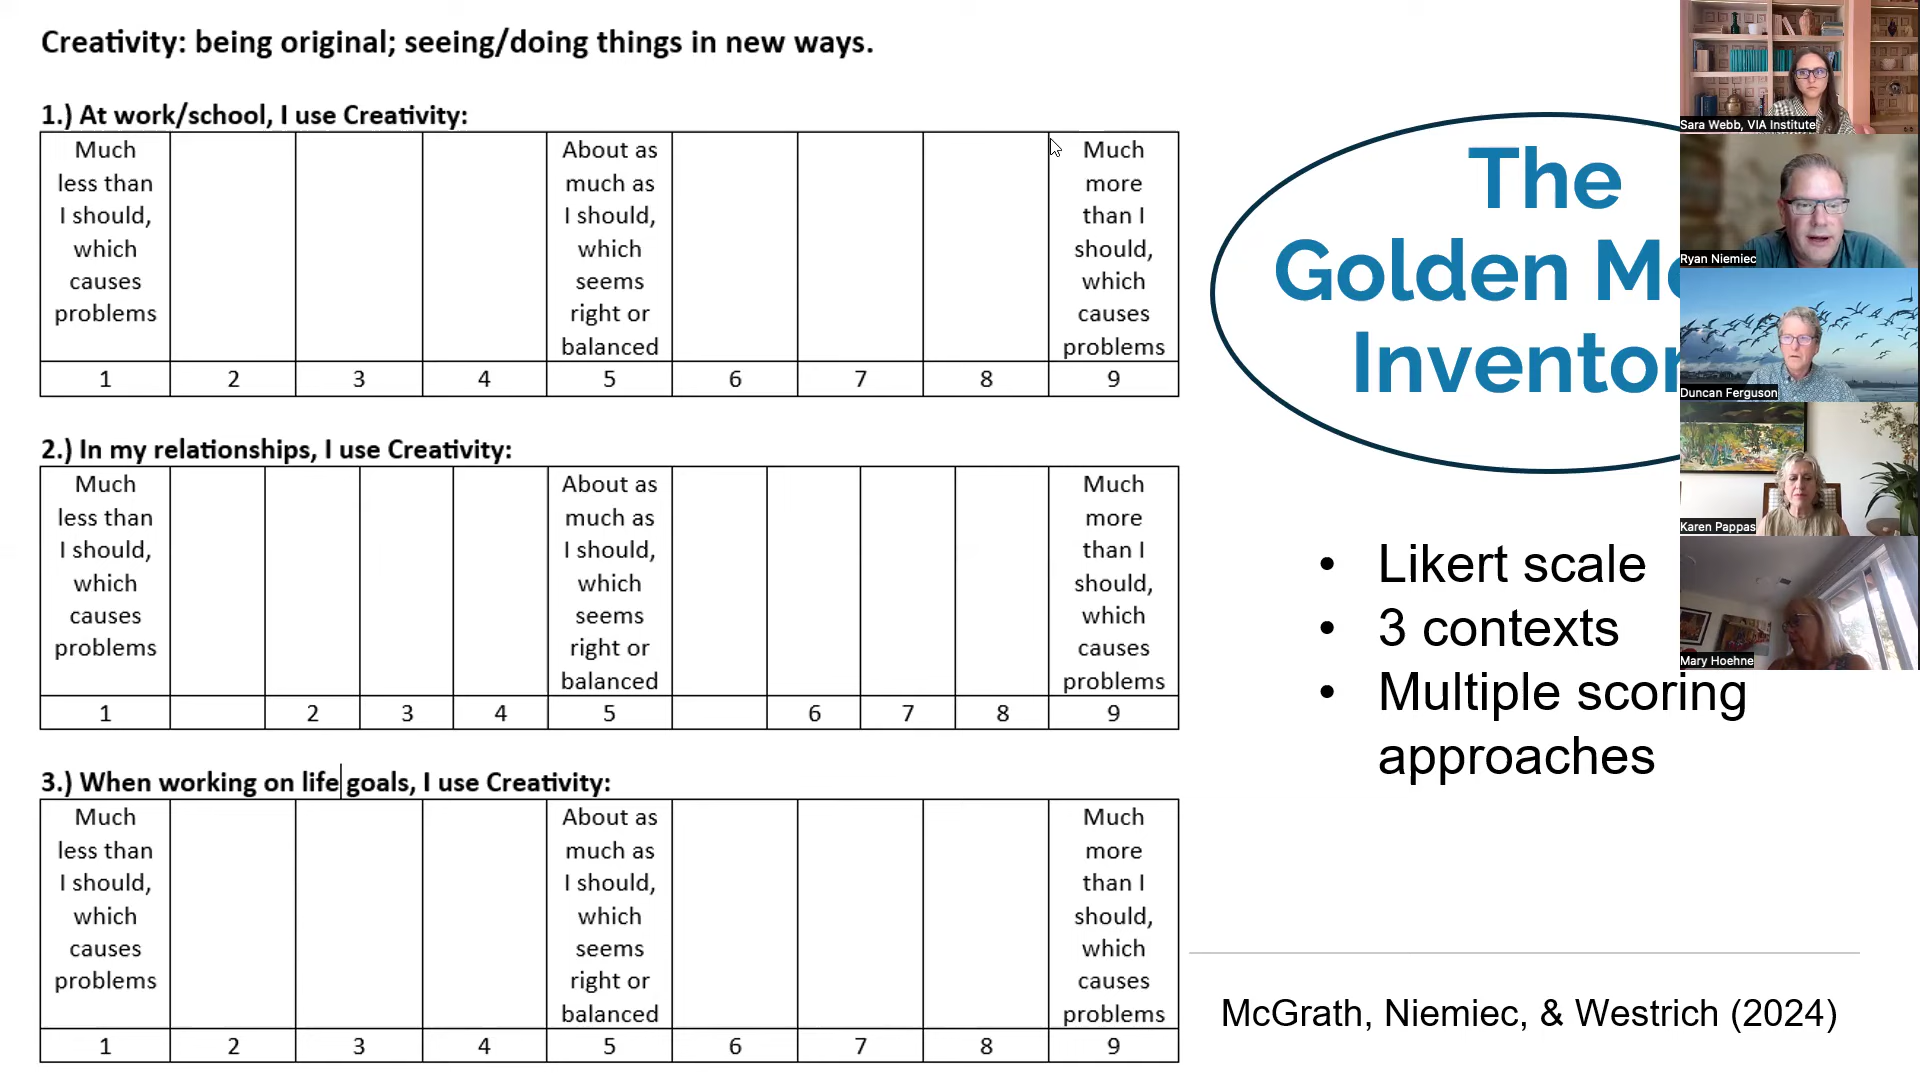 Creativity: being original; seeing/doing things in new ways.
1.) At work/school, I use Creativity:
Much less than I should, which causes problems
About as much as I should, which seems right or balanced
Much more than I should, which causes problems
1 2 3 4 5 6 7 8 9
2.) In my relationships, I use Creativity:
Much less than I should, which causes problems
About as much as I should, which seems right or balanced
Much more than I should, which causes problems
1 2 3 4 5 6 7 8 9
3.) When working on life goals, I use Creativity:
Much less than I should, which causes problems
About as much as I should, which seems right or balanced
Much more than I should, which causes problems
1 2 3 4 5 6 7 8 9
The
Golden
Inventor
• Likert scale
• 3 contexts
• Multiple scoring
approaches
McGrath, Niemiec, & Westrich (2024)
Sara Webb, VIA Institute
Ryan Niemiec
Duncan Ferguson
Karen Pappas
Mary Hoehne